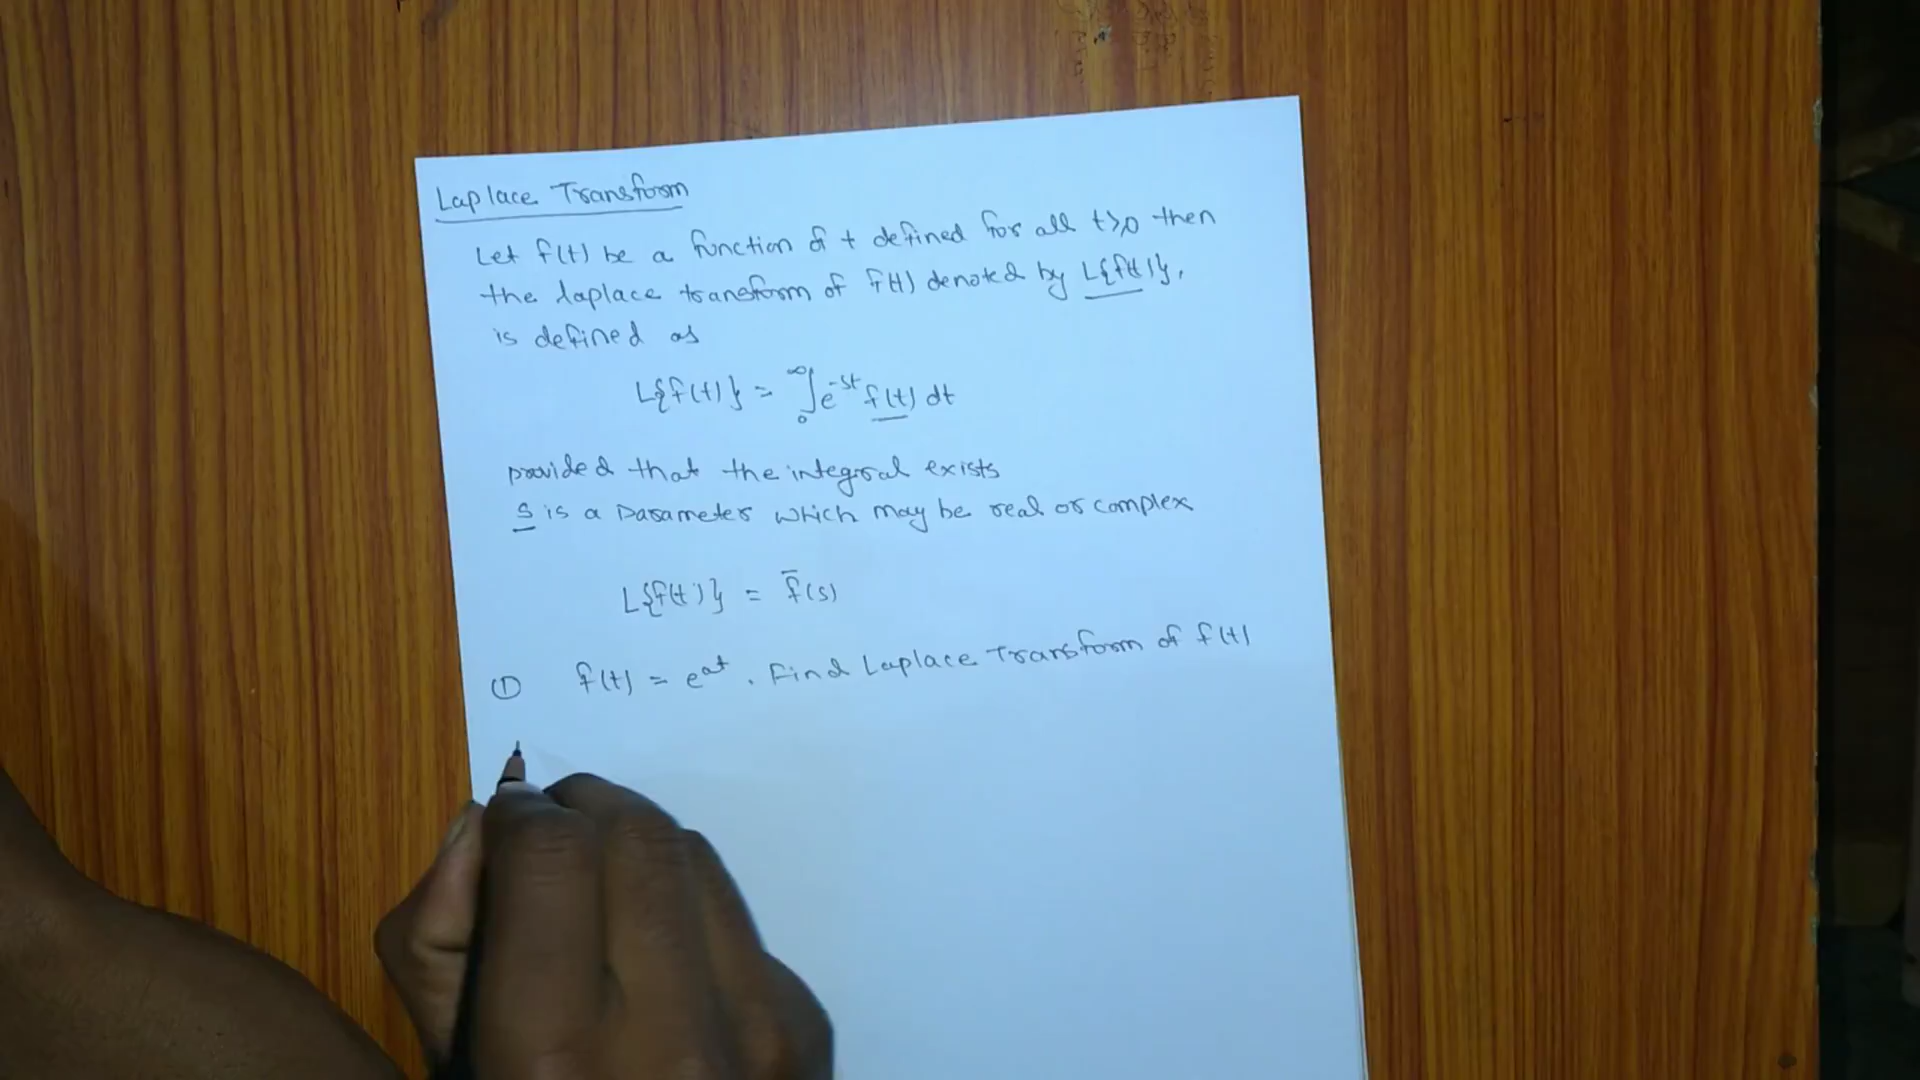 Laplace Transform
Let f(t) be a function of t defined for all t≥0 then
the laplace transform of f(t) denoted by L{f(t)},
is defined as
L{f(t)} = ∫₀^∞ e^-st f(t) dt
provided that the integral exists
s is a parameter which may be real or complex
L{f(t)} = f̄(s)
① f(t) = e^at . Find Laplace Transform of f(t)